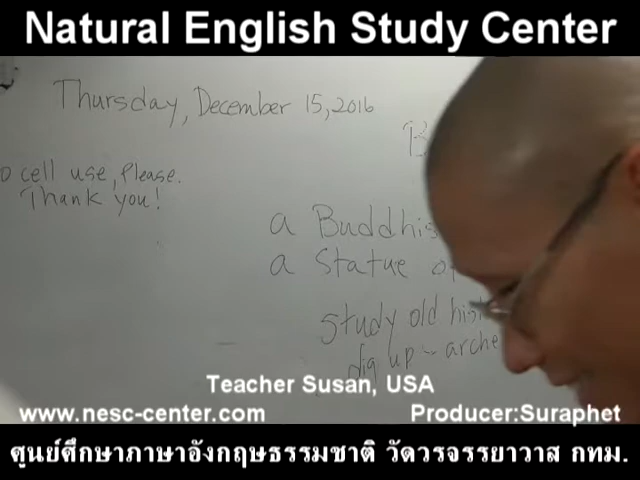 Natural English Study Center
Thursday, December 15, 2016
cell use, Please.
Thank you!
a Buddhis
a Statue of
Study old hist
dig up - arche
Teacher Susan, USA
www.nesc-center.com
Producer:Suraphet
ศูนย์ศึกษาภาษาอังกฤษธรรมชาติ วัดวรจรรยาวาส กทม.